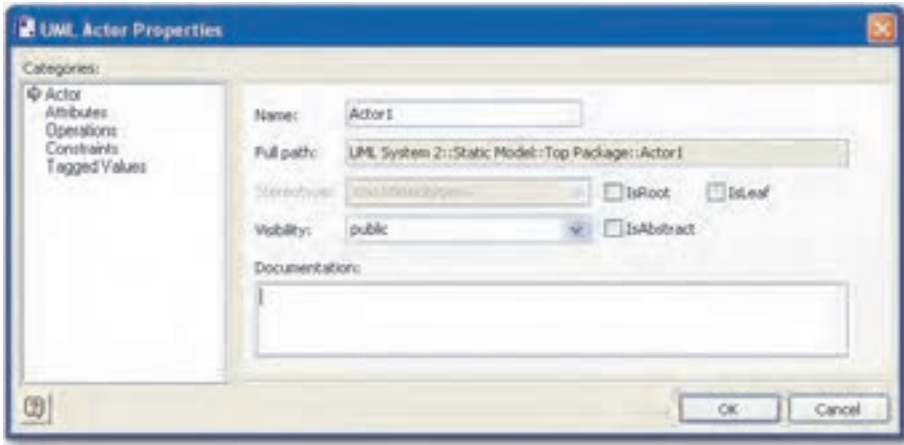 UML Actor Properties
Categories:
Actor
Attributes
Operations
Constraints
Tagged Values
Name: Actor1
Full path: UML System 2::Static Model::Top Package::Actor1
Stereotype: IsRoot IsLeaf
Visibility: public IsAbstract
Documentation:
OK Cancel